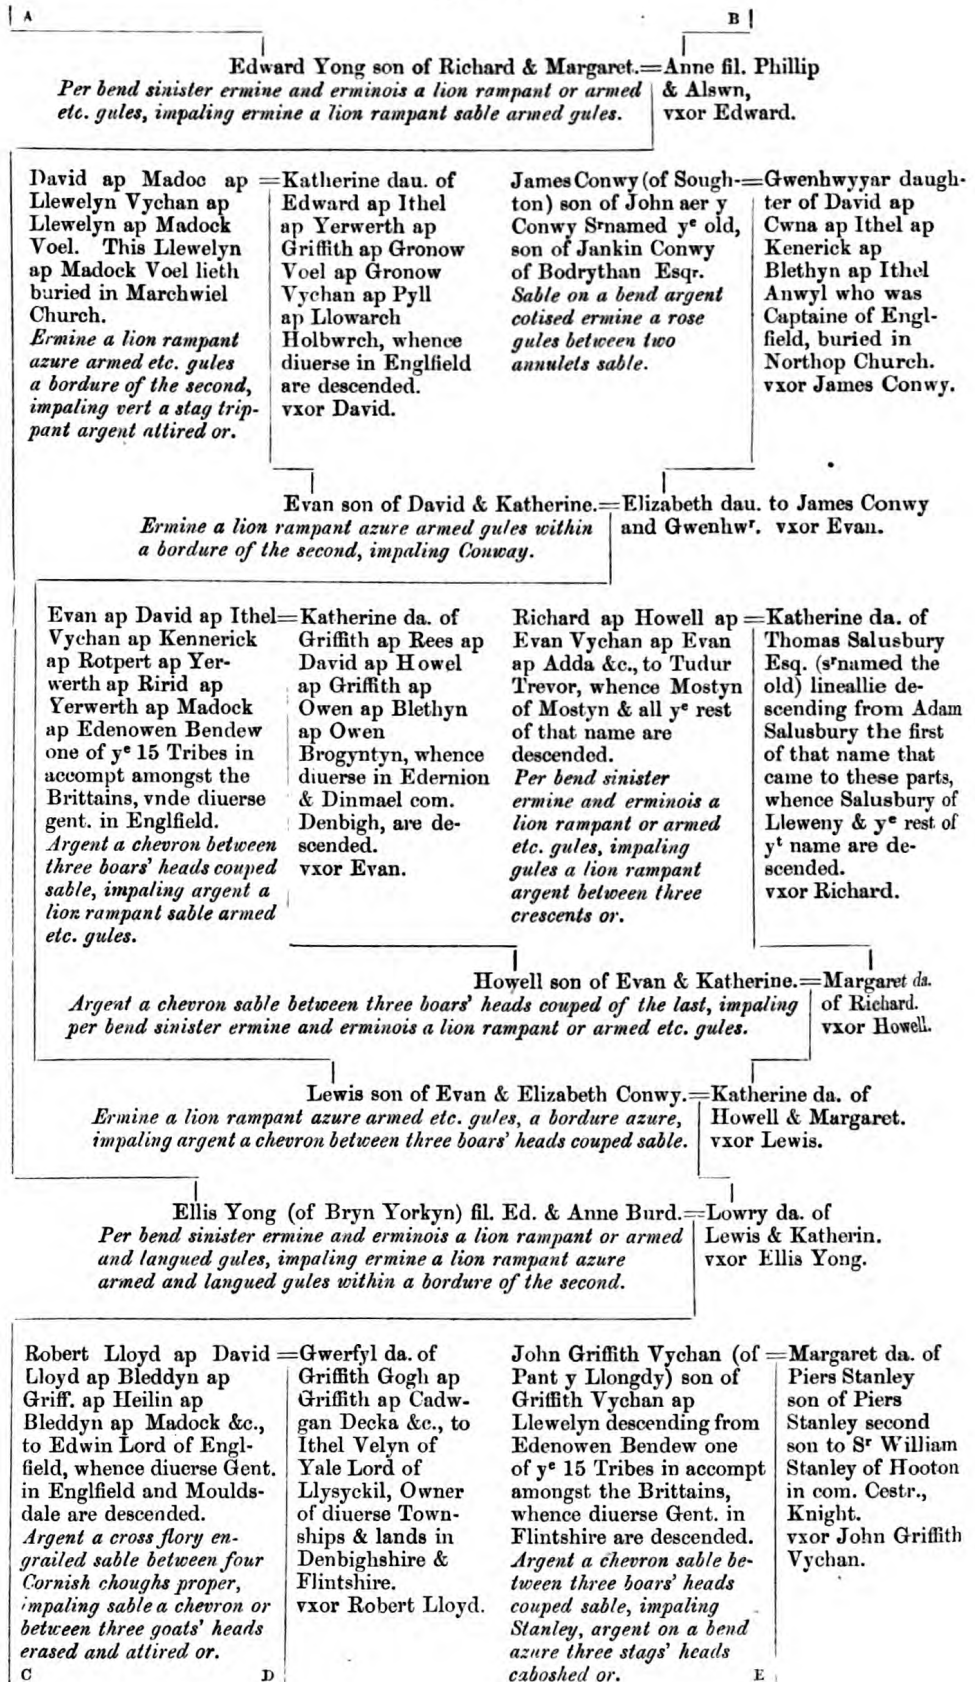 A B
Edward Yong son of Richard & Margaret.=Anne fil. Phillip
Per bend sinister ermine and erminois a lion rampant or armed & Alswn,
etc. gules, impaling ermine a lion rampant sable armed gules. vxor Edward.
David ap Madoc ap =Katherine dau. of
Llewelyn Vychan ap Edward ap Ithel
Llewelyn ap Madock ap Yerwerth ap
Voel. This Llewelyn Griffith ap Gronow
ap Madock Voel lieth Voel ap Gronow
buried in Marchwiel Vychan ap Pyll
Church. ap Llowarch
Ermine a lion rampant Holbwrch, whence
azure armed etc. gules diuerse in Englfield
a bordure of the second, are descended.
impaling vert a stag trip- vxor David.
pant argent attired or.
James Conwy (of Sough-=Gwenhwyyar daugh-
ton) son of John aer y ter of David ap
Conwy Srnamed ye old, Cwna ap Ithel ap
son of Jankin Conwy Kenerick ap
of Bodrythan Esqr. Blethyn ap Ithel
Sable on a bend argent Anwyl who was
cotised ermine a rose Captaine of Engl-
gules between two field, buried in
annulets sable. Northop Church.
vxor James Conwy.
Evan son of David & Katherine.=Elizabeth dau. to James Conwy
Ermine a lion rampant azure armed gules within and Gwenhwr. vxor Evan.
a bordure of the second, impaling Conway.
Evan ap David ap Ithel=Katherine da. of
Vychan ap Kennerick Griffith ap Rees ap
ap Rotpert ap Yer- David ap Howel
werth ap Ririd ap ap Griffith ap
Yerwerth ap Madock Owen ap Blethyn
ap Edenowen Bendew ap Owen
one of ye 15 Tribes in Brogyntyn, whence
accompt amongst the diuerse in Edernion
Brittains, vnde diuerse & Dinmael com.
gent. in Englfield. Denbigh, are de-
Argent a chevron between scended.
three boars' heads couped vxor Evan.
sable, impaling argent a
lion rampant sable armed
etc. gules.
Richard ap Howell ap =Katherine da. of
Evan Vychan ap Evan Thomas Salusbury
ap Adda &c., to Tudur Esq. (srnamed the
Trevor, whence Mostyn old) lineallie de-
of Mostyn & all ye rest scending from Adam
of that name are Salusbury the first
descended. of that name that
Per bend sinister came to these parts,
ermine and erminois a whence Salusbury of
lion rampant or armed Lleweny & ye rest of
etc. gules, impaling yt name are de-
gules a lion rampant scended.
argent between three vxor Richard.
crescents or.
Howell son of Evan & Katherine.=Margaret da.
Argent a chevron sable between three boars' heads couped of the last, impaling of Richard.
per bend sinister ermine and erminois a lion rampant or armed etc. gules. vxor Howell.
Lewis son of Evan & Elizabeth Conwy.=Katherine da. of
Ermine a lion rampant azure armed etc. gules, a bordure azure, Howell & Margaret.
impaling argent a chevron between three boars' heads couped sable. vxor Lewis.
Ellis Yong (of Bryn Yorkyn) fil. Ed. & Anne Burd.=Lowry da. of
Per bend sinister ermine and erminois a lion rampant or armed Lewis & Katherin.
and langued gules, impaling ermine a lion rampant azure vxor Ellis Yong.
armed and langued gules within a bordure of the second.
Robert Lloyd ap David =Gwerfyl da. of
Lloyd ap Bleddyn ap Griffith Gogh ap
Griff. ap Heilin ap Griffith ap Cadw-
Bleddyn ap Madock &c., gan Decka &c., to
to Edwin Lord of Engl- Ithel Velyn of
field, whence diuerse Gent. Yale Lord of
in Englfield and Moulds- Llysyckil, Owner
dale are descended. of diuerse Town-
Argent a cross flory en- ships & lands in
grailed sable between four Denbighshire &
Cornish choughs proper, Flintshire.
impaling sable a chevron or vxor Robert Lloyd.
between three goats' heads
erased and attired or.
John Griffith Vychan (of =Margaret da. of
Pant y Llongdy) son of Piers Stanley
Griffith Vychan ap son of Piers
Llewelyn descending from Stanley second
Edenowen Bendew one son to Sr William
of ye 15 Tribes in accompt Stanley of Hooton
amongst the Brittans, in com. Cestr.,
whence diuerse Gent. in Knight.
Flintshire are descended. vxor John Griffith
Argent a chevron sable be- Vychan.
tween three boars' heads
couped sable, impaling
Stanley, argent on a bend
azure three stags' heads
caboshed or.
C D E